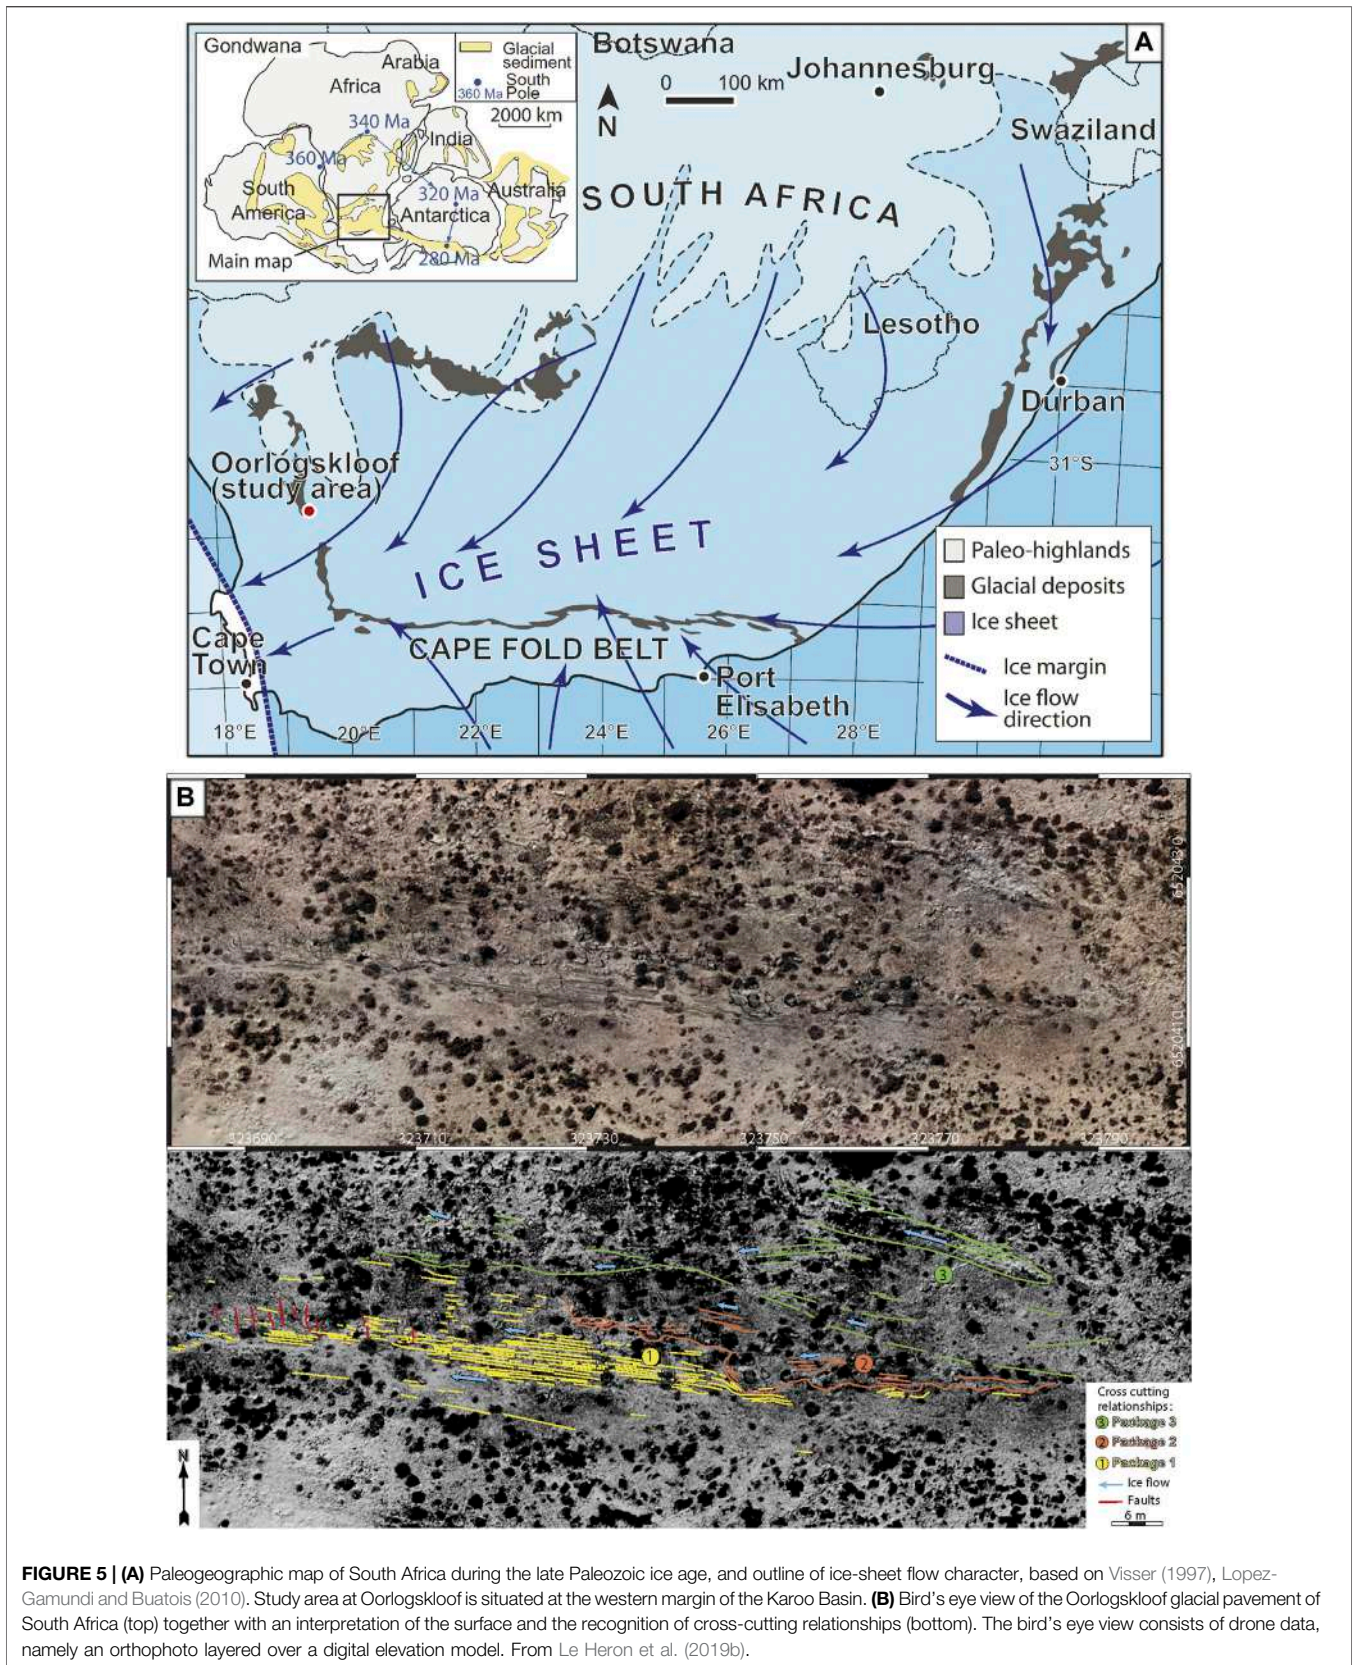 A
Gondwana
Arabia
Africa
Glacial
sediment
South
360 Ma Pole
2000 km
340 Ma
India
360 Ma
South
America
320 Ma
Australia
Antarctica
Main map
280 Ma
Botswana
0 100 km
N
Johannesburg
Swaziland
SOUTH AFRICA
Lesotho
Durban
31°S
Oorlogskloof
(study area)
ICE SHEET
Cape
Town
CAPE FOLD BELT
Port
Elisabeth
18°E 20°E 22°E 24°E 26°E 28°E
Paleo-highlands
Glacial deposits
Ice sheet
Ice margin
Ice flow
direction
B
6520430
6520410
323690 323710 323730 323750 323770 323790
3
1
2
N
Cross cutting
relationships:
3 Package 3
2 Package 2
1 Package 1
Ice flow
Faults
6 m
FIGURE 5 | (A) Paleogeographic map of South Africa during the late Paleozoic ice age, and outline of ice-sheet flow character, based on Visser (1997), Lopez-
Gamundi and Buatois (2010). Study area at Oorlogskloof is situated at the western margin of the Karoo Basin. (B) Bird's eye view of the Oorlogskloof glacial pavement of
South Africa (top) together with an interpretation of the surface and the recognition of cross-cutting relationships (bottom). The bird's eye view consists of drone data,
namely an orthophoto layered over a digital elevation model. From Le Heron et al. (2019b).